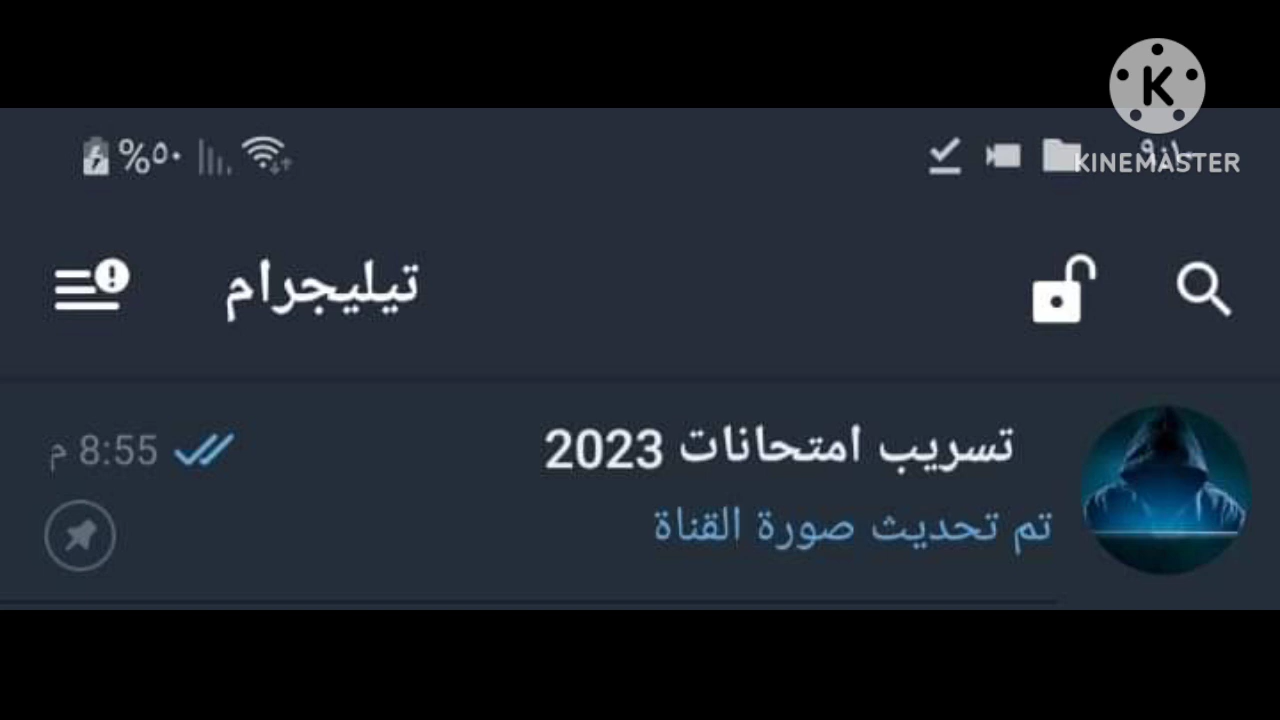 %٥٠
K
KINEMASTER
تيليجرام
تسريب امتحانات 2023
8:55 م
تم تحديث صورة القناة